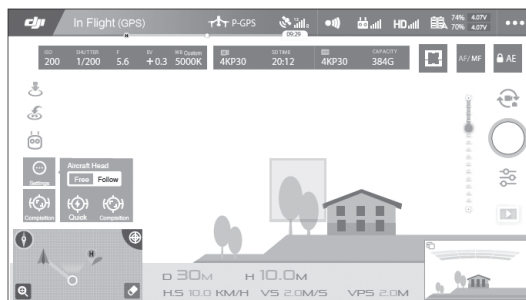 dji In Flight (GPS) P-GPS HD 74% 4.07V
70% 4.07V
H 09:29
ISO SHUTTER F EV WB Custom 3D TIME CAPACITY
200 1/200 5.6 +0.3 5000K 4KP30 20:12 4KP30 384G
AF/MF AE
Aircraft Head
Free Follow
Settings
Completion Quick Completion
H
D 30M H 10.0M
H.S 10.0 KM/H VS 2.0M/S VPS 2.0M